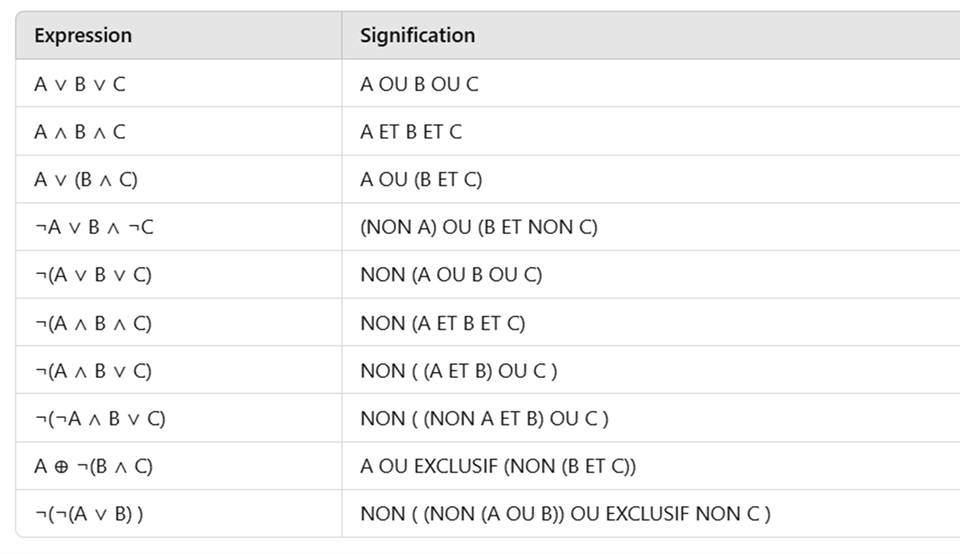 Expression Signification
A ∨ B ∨ C A OU B OU C
A ∧ B ∧ C A ET B ET C
A ∨ (B ∧ C) A OU (B ET C)
¬A ∨ B ∧ ¬C (NON A) OU (B ET NON C)
¬(A ∨ B ∨ C) NON (A OU B OU C)
¬(A ∧ B ∧ C) NON (A ET B ET C)
¬(A ∧ B ∨ C) NON ( (A ET B) OU C )
¬(¬A ∧ B ∨ C) NON ( (NON A ET B) OU C )
A ⊕ ¬(B ∧ C) A OU EXCLUSIF (NON (B ET C))
¬(¬(A ∨ B) ) NON ( (NON (A OU B)) OU EXCLUSIF NON C )